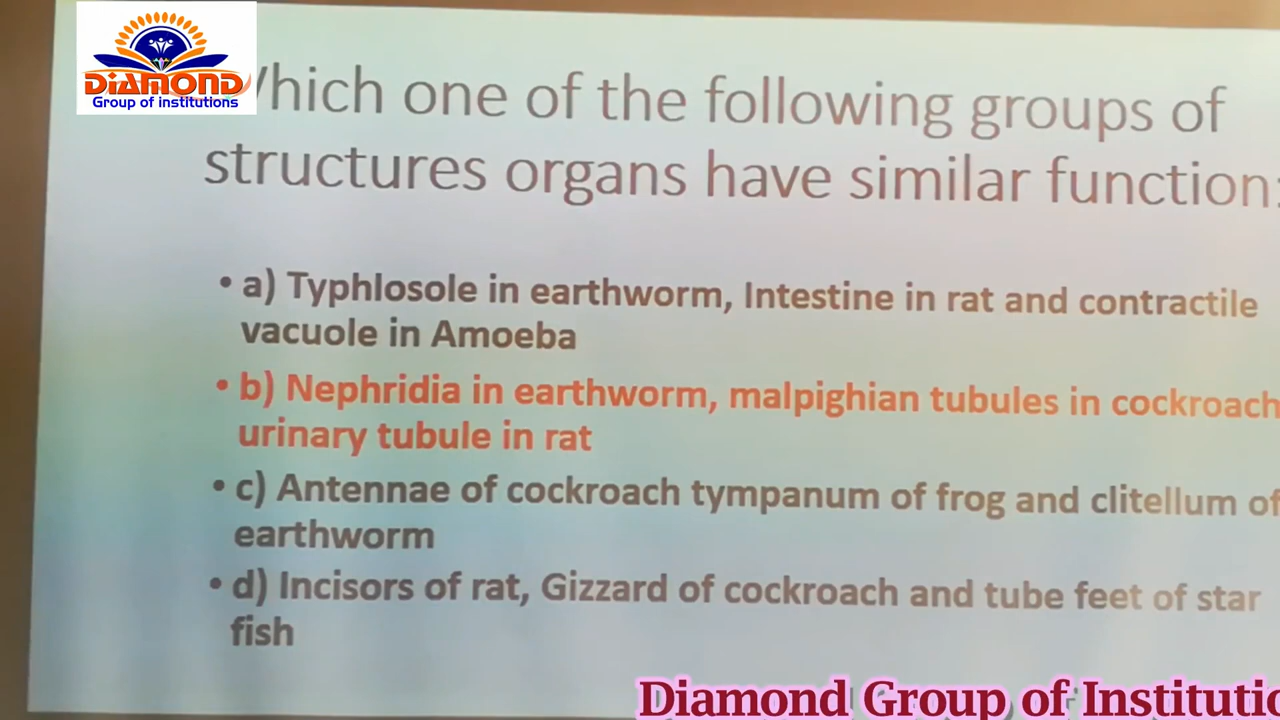 DIAMOND
Group of institutions
Which one of the following groups of
structures organs have similar function:
• a) Typhlosole in earthworm, Intestine in rat and contractile
vacuole in Amoeba
• b) Nephridia in earthworm, malpighian tubules in cockroach
urinary tubule in rat
• c) Antennae of cockroach tympanum of frog and clitellum of
earthworm
• d) Incisors of rat, Gizzard of cockroach and tube feet of star
fish
Diamond Group of Institutio